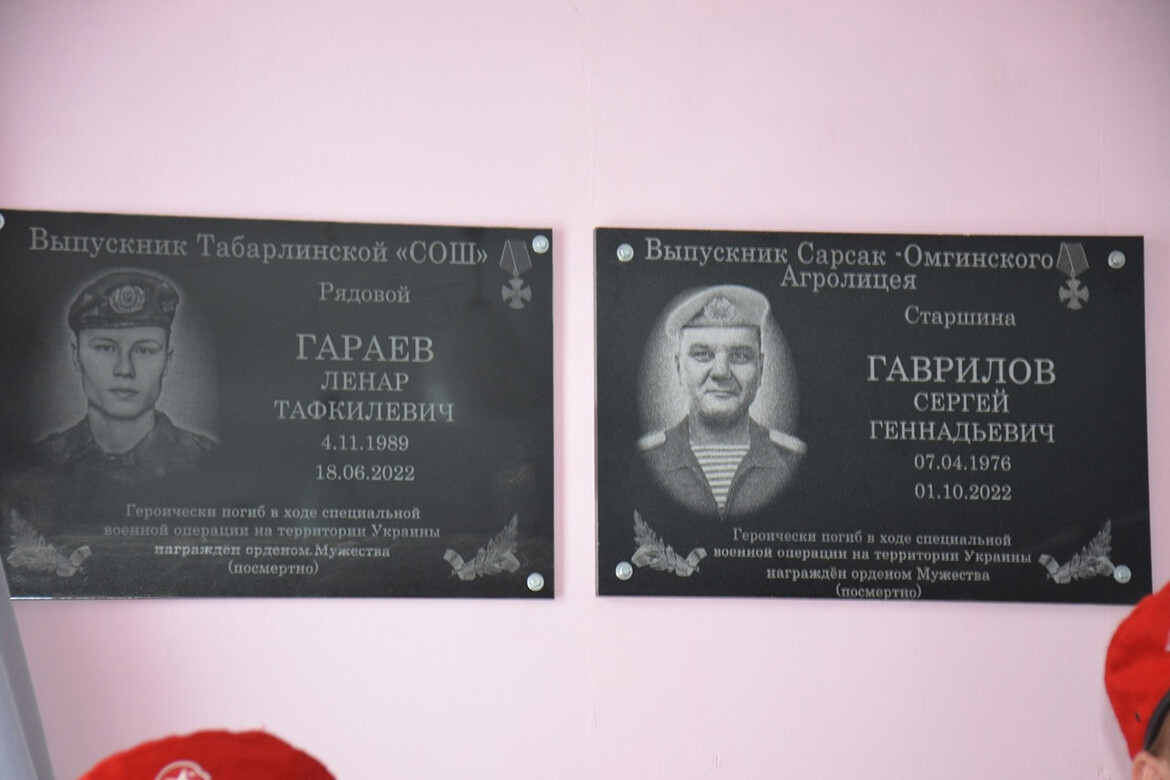 Выпускник Табарлинской «СОШ»
Рядовой
ГАРАЕВ
ЛЕНАР
ТАФКИЛЕВИЧ
4.11.1989
18.06.2022
Героически погиб в ходе специальной
военной операции на территории Украины
награжден орденом Мужества
(посмертно)
Выпускник Сарсак -Омгинского
Агролицея
Старшина
ГАВРИЛОВ
СЕРГЕЙ
ГЕННАДЬЕВИЧ
07.04.1976
01.10.2022
Героически погиб в ходе специальной
военной операции на территории Украины
награждён орденом Мужества
(посмертно)